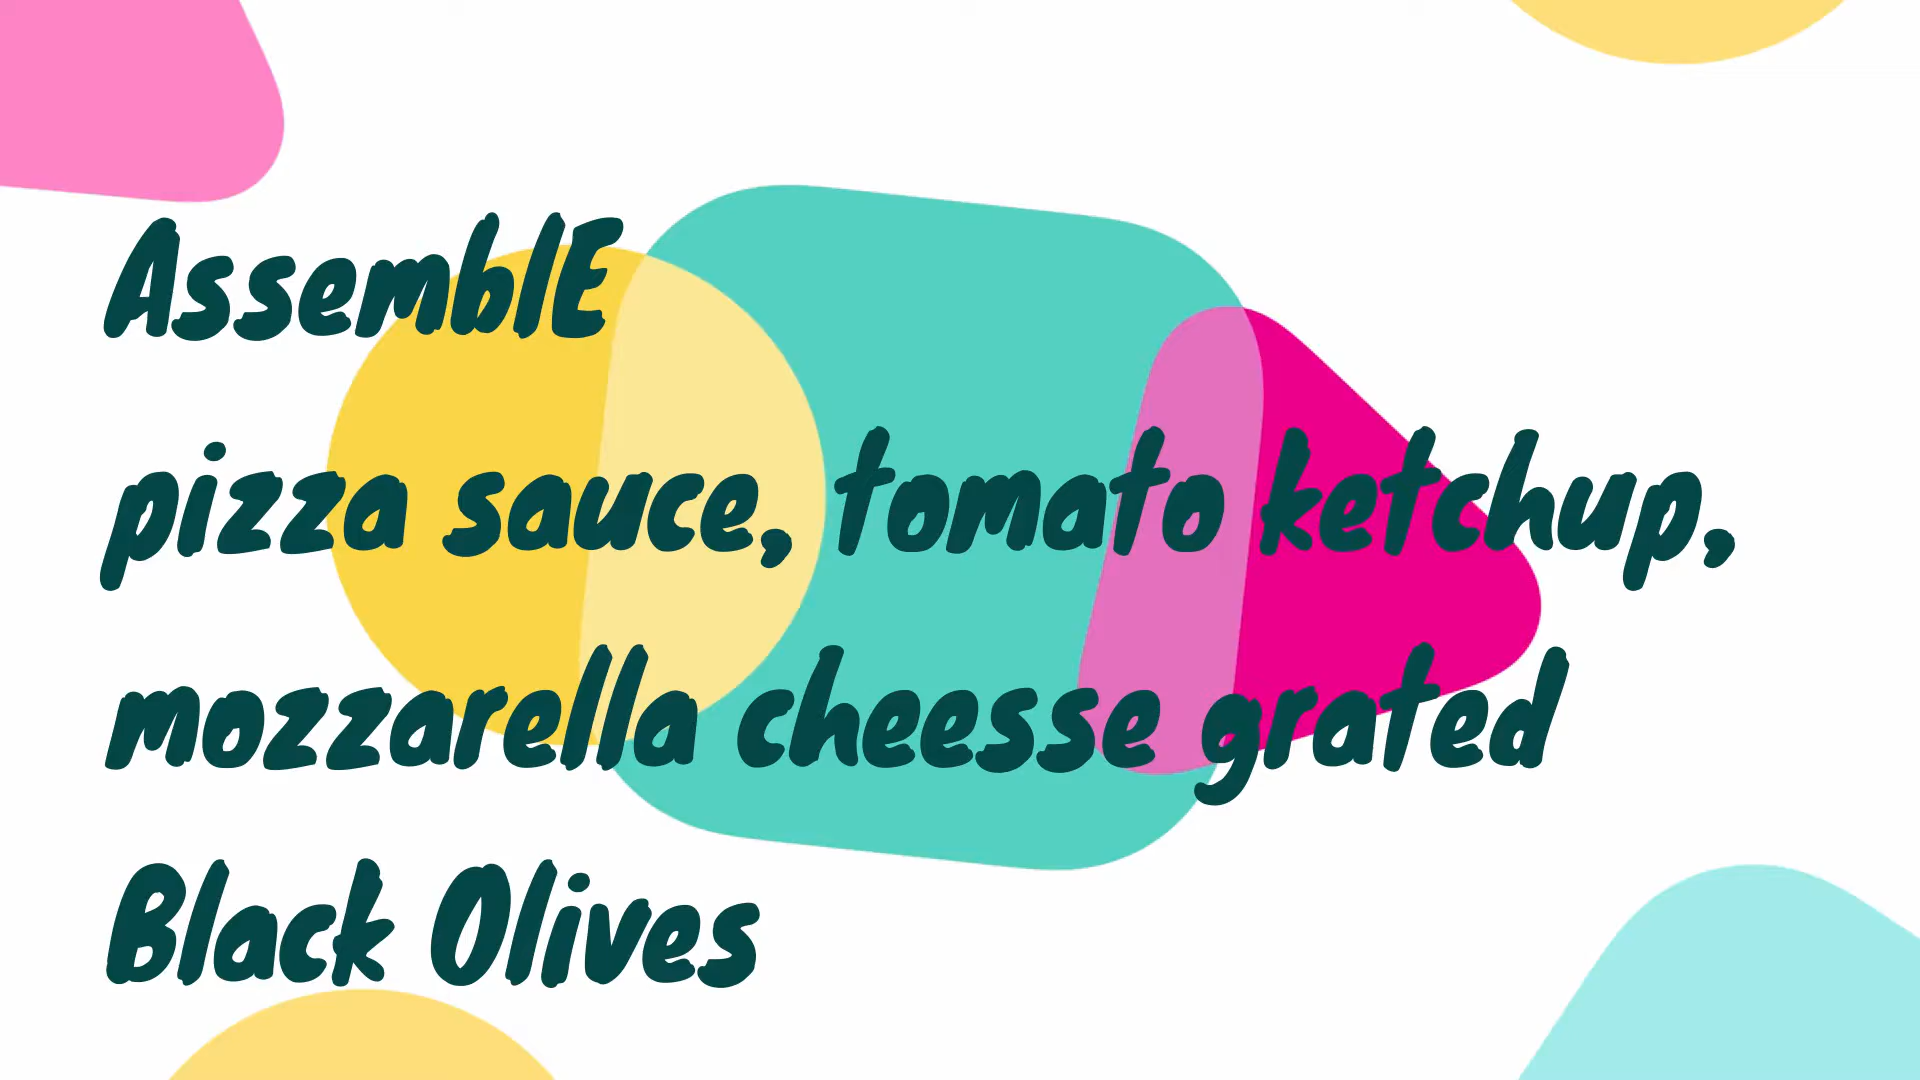 AssemblE
pizza sauce, tomato ketchup,
mozzarella cheesse grated
Black Olives